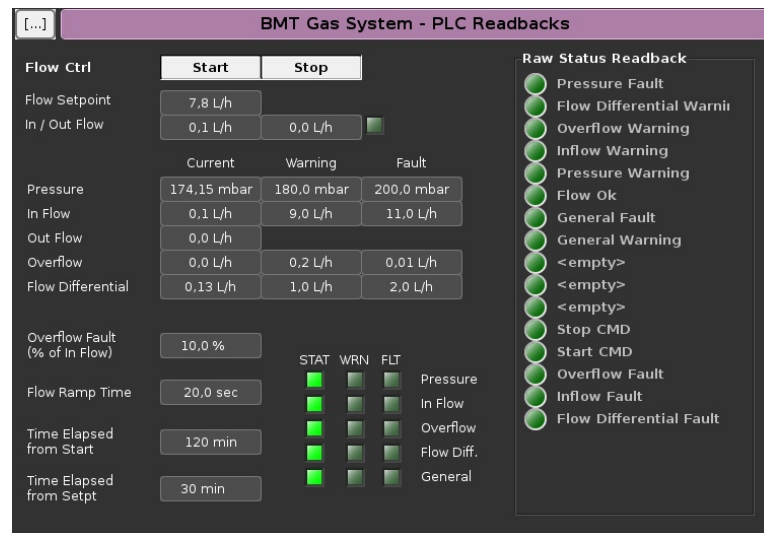 [...]
BMT Gas System - PLC Readbacks
Flow Ctrl Start Stop
Flow Setpoint 7,8 L/h
In / Out Flow 0,1 L/h 0,0 L/h
Current Warning Fault
Pressure 174,15 mbar 180,0 mbar 200,0 mbar
In Flow 0,1 L/h 9,0 L/h 11,0 L/h
Out Flow 0,0 L/h
Overflow 0,0 L/h 0,2 L/h 0,01 L/h
Flow Differential 0,13 L/h 1,0 L/h 2,0 L/h
Overflow Fault
(% of In Flow)
10,0 %
Flow Ramp Time 20,0 sec
Time Elapsed
from Start
120 min
Time Elapsed
from Setpt
30 min
STAT WRN FLT
Pressure
In Flow
Overflow
Flow Diff.
General
Raw Status Readback
Pressure Fault
Flow Differential Warnin
Overflow Warning
Inflow Warning
Pressure Warning
Flow Ok
General Fault
General Warning
<empty>
<empty>
<empty>
Stop CMD
Start CMD
Overflow Fault
Inflow Fault
Flow Differential Fault